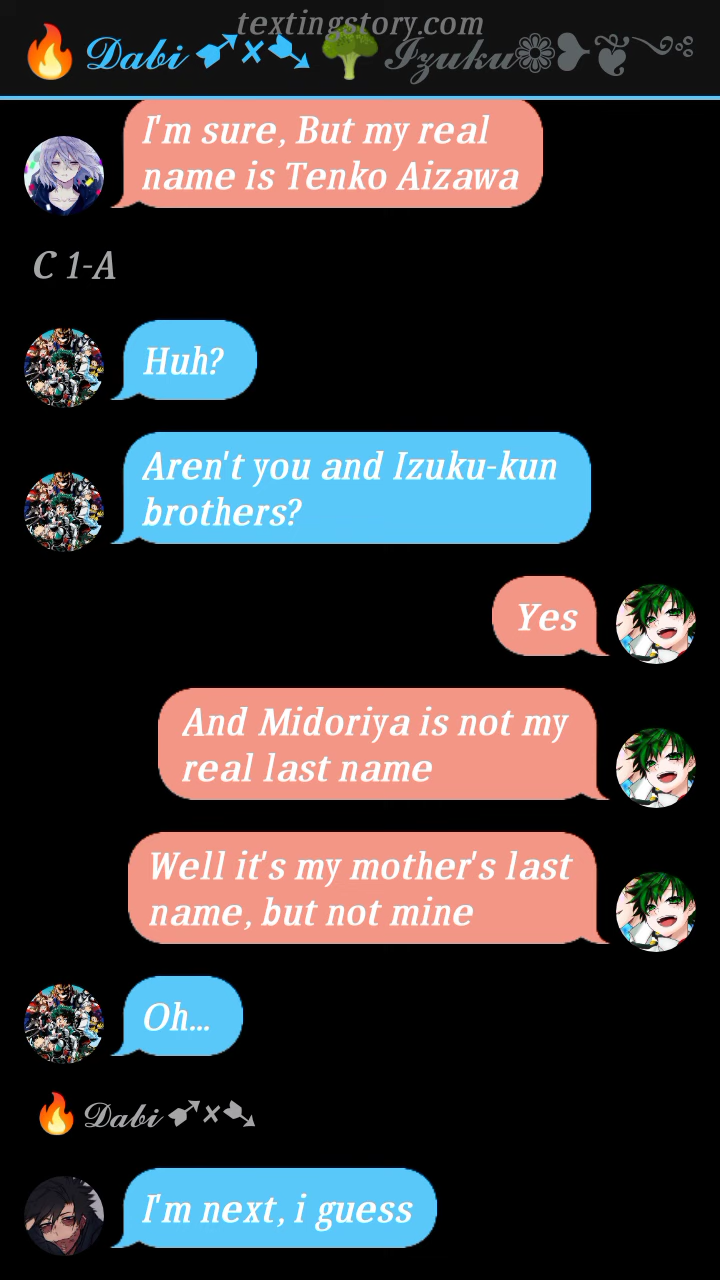 textingstory.com
🔥𝒟𝒶𝒷𝒾 ➹×➷ 🥦𝐼𝓏𝓊𝓀𝓊❁❥❦
I'm sure, But my real
name is Tenko Aizawa
C 1-A
Huh?
Aren't you and Izuku-kun
brothers?
Yes
And Midoriya is not my
real last name
Well it's my mother's last
name, but not mine
Oh...
🔥𝒟𝒶𝒷𝒾 ➹×➷
I'm next, i guess